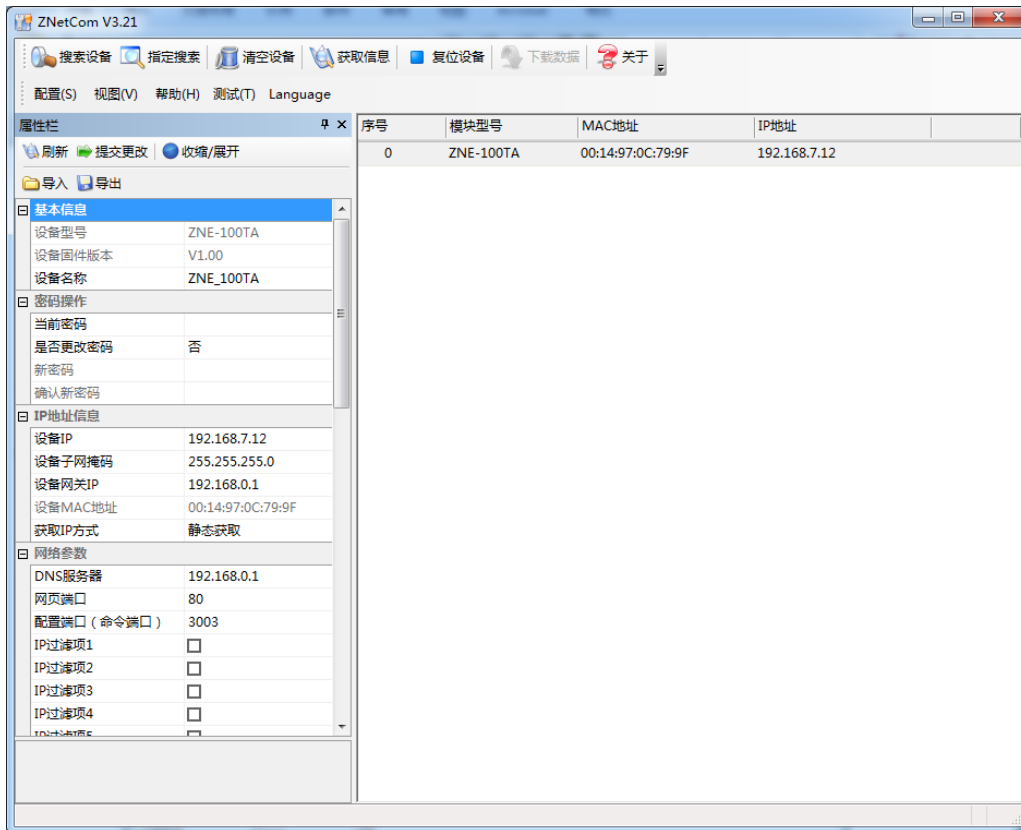 ZNetCom V3.21
搜索设备 指定搜索 清空设备 获取信息 复位设备 下载数据 关于
配置(S) 视图(V) 帮助(H) 测试(T) Language
属性栏
刷新 提交更改 收缩/展开
导入 导出
基本信息
设备型号 ZNE-100TA
设备固件版本 V1.00
设备名称 ZNE_100TA
密码操作
当前密码
是否更改密码 否
新密码
确认新密码
IP地址信息
设备IP 192.168.7.12
设备子网掩码 255.255.255.0
设备网关IP 192.168.0.1
设备MAC地址 00:14:97:0C:79:9F
获取IP方式 静态获取
网络参数
DNS服务器 192.168.0.1
网页端口 80
配置端口（命令端口） 3003
IP过滤项1
IP过滤项2
IP过滤项3
IP过滤项4
IP过滤项5
序号 模块型号 MAC地址 IP地址
0 ZNE-100TA 00:14:97:0C:79:9F 192.168.7.12